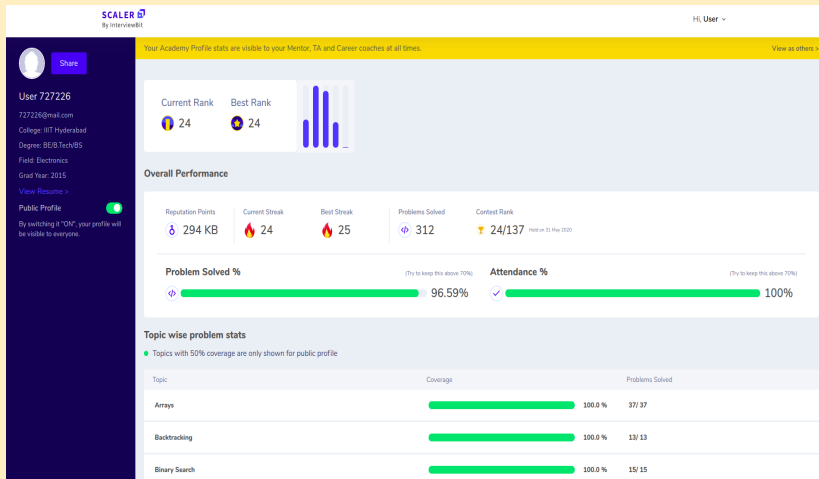 SCALER
By InterviewBit
Hi, User
Your Academy Profile stats are visible to your Mentor, TA and Career coaches at all times.
View as others >
Share
User 727226
727226@mail.com
College: IIIT Hyderabad
Degree: BE/B.Tech/BS
Field: Electronics
Grad Year: 2015
View Resume >
Public Profile
By switching it "ON", your profile will
be visible to everyone.
Current Rank Best Rank
24 24
Overall Performance
Reputation Points Current Streak Best Streak Problems Solved Contest Rank
294 KB 24 25 312 24/137 Held on 31 May 2020
Problem Solved % (Try to keep this above 70%) Attendance % (Try to keep this above 70%)
96.59% 100%
Topic wise problem stats
Topics with 50% coverage are only shown for public profile
Topic Coverage Problems Solved
Arrays 100.0 % 37/ 37
Backtracking 100.0 % 13/ 13
Binary Search 100.0 % 15/ 15